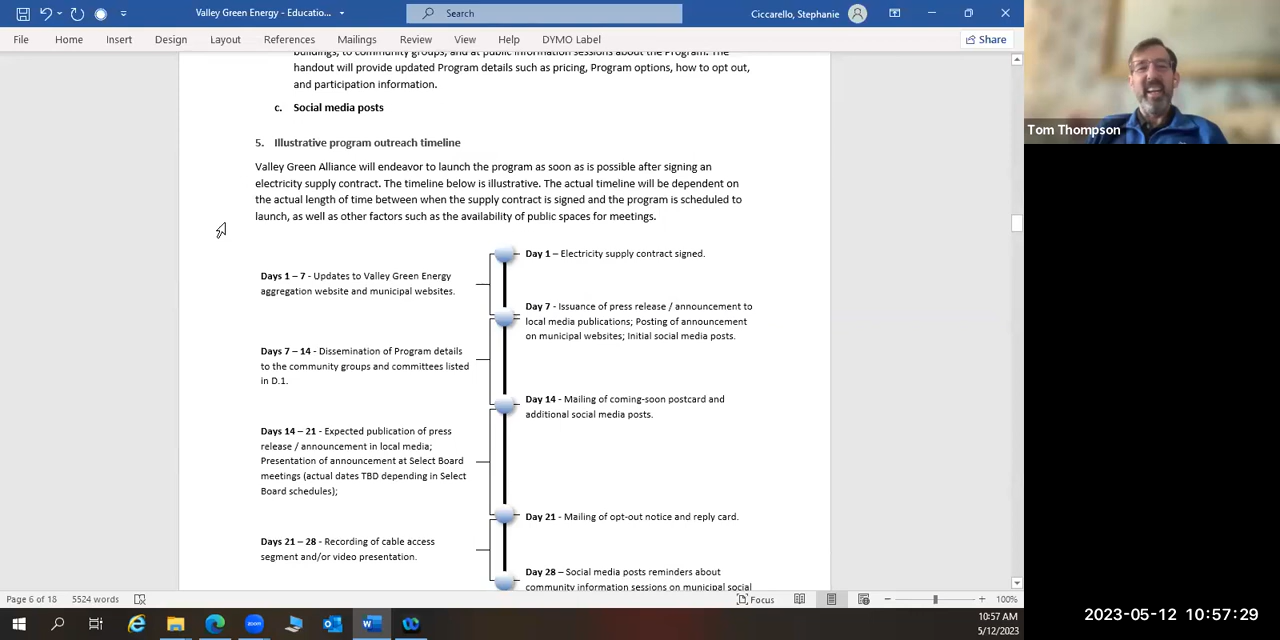 Valley Green Energy - Educatio...
Search
Ciccarello, Stephanie
File Home Insert Design Layout References Mailings Review View Help DYMO Label Share
buildings, to community groups, and at public information sessions about the Program. The
handout will provide updated Program details such as pricing, Program options, how to opt out,
and participation information.
c. Social media posts
5. Illustrative program outreach timeline
Valley Green Alliance will endeavor to launch the program as soon as is possible after signing an
electricity supply contract. The timeline below is illustrative. The actual timeline will be dependent on
the actual length of time between when the supply contract is signed and the program is scheduled to
launch, as well as other factors such as the availability of public spaces for meetings.
Day 1 – Electricity supply contract signed.
Days 1 – 7 - Updates to Valley Green Energy
aggregation website and municipal websites.
Day 7 - Issuance of press release / announcement to
local media publications; Posting of announcement
on municipal websites; Initial social media posts.
Days 7 – 14 - Dissemination of Program details
to the community groups and committees listed
in D.1.
Day 14 - Mailing of coming-soon postcard and
additional social media posts.
Days 14 – 21 - Expected publication of press
release / announcement in local media;
Presentation of announcement at Select Board
meetings (actual dates TBD depending in Select
Board schedules);
Day 21 - Mailing of opt-out notice and reply card.
Days 21 – 28 - Recording of cable access
segment and/or video presentation.
Day 28 – Social media posts reminders about
community information sessions on municipal social
Page 6 of 18 5524 words Focus 100%
10:57 AM
5/12/2023
Tom Thompson
2023-05-12 10:57:29